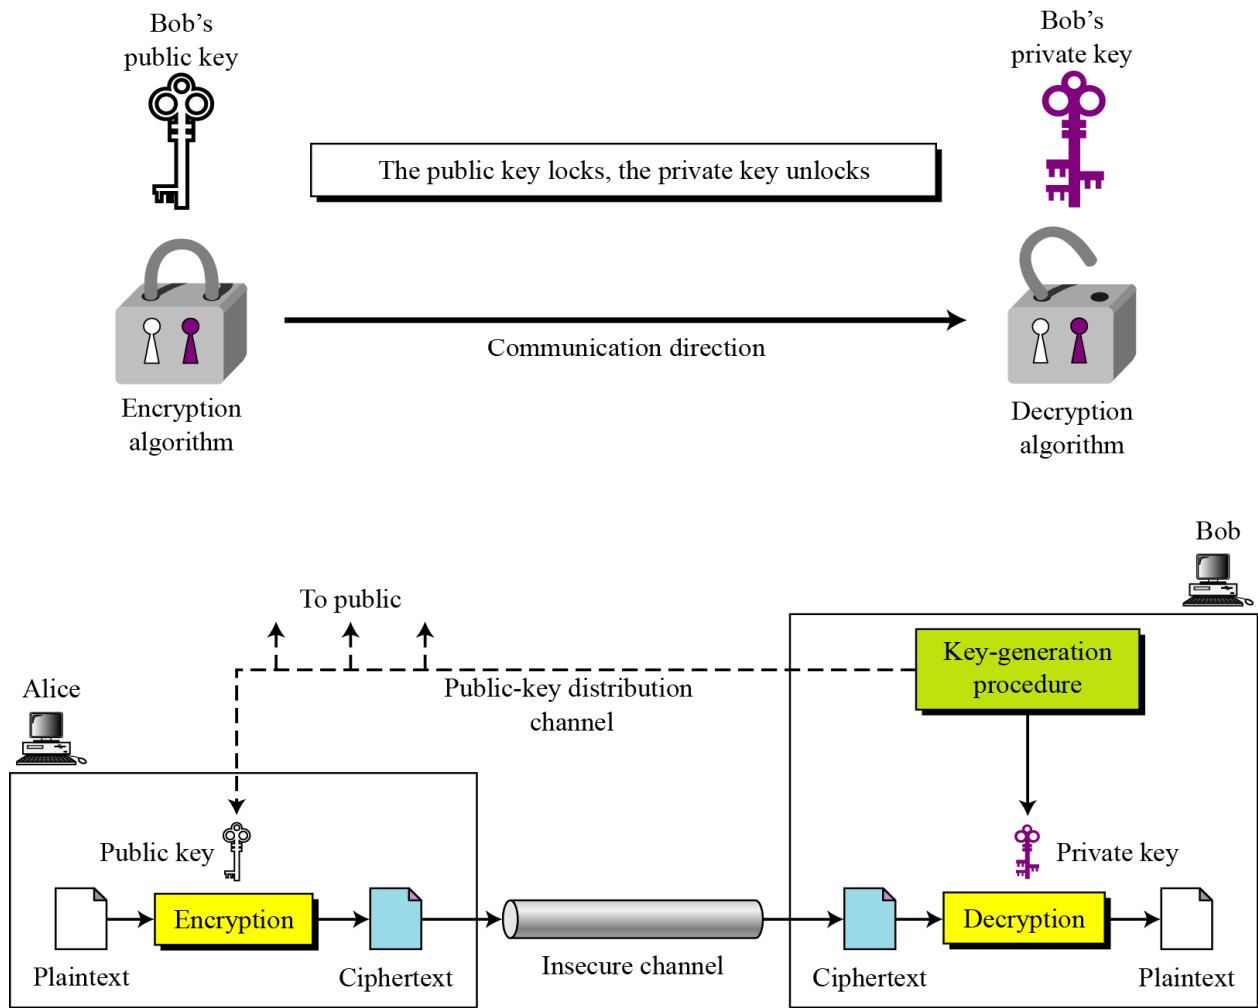 Bob's
public key
Bob's
private key
The public key locks, the private key unlocks
Communication direction
Encryption
algorithm
Decryption
algorithm
Bob
To public
Key-generation
procedure
Alice
Public-key distribution
channel
Public key
Private key
Encryption
Decryption
Plaintext
Ciphertext
Insecure channel
Ciphertext
Plaintext